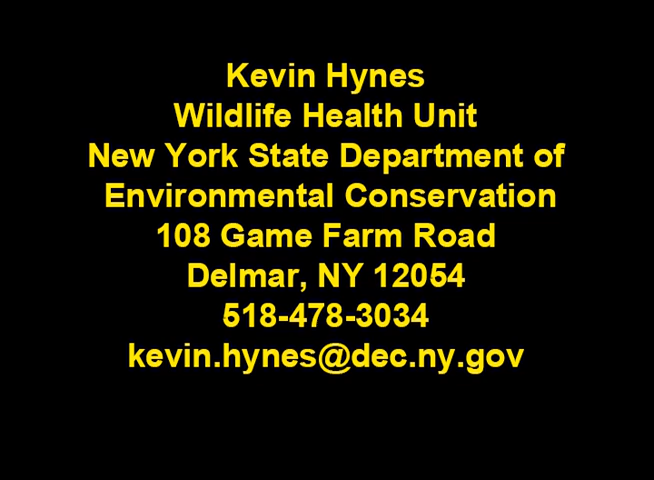 Kevin Hynes
Wildlife Health Unit
New York State Department of
Environmental Conservation
108 Game Farm Road
Delmar, NY 12054
518-478-3034
kevin.hynes@dec.ny.gov